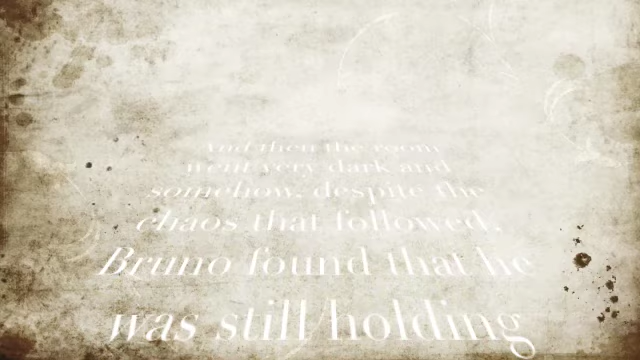 And then the room
went very dark and
somehow, despite the
chaos that followed,
Bruno found that he
was still holding